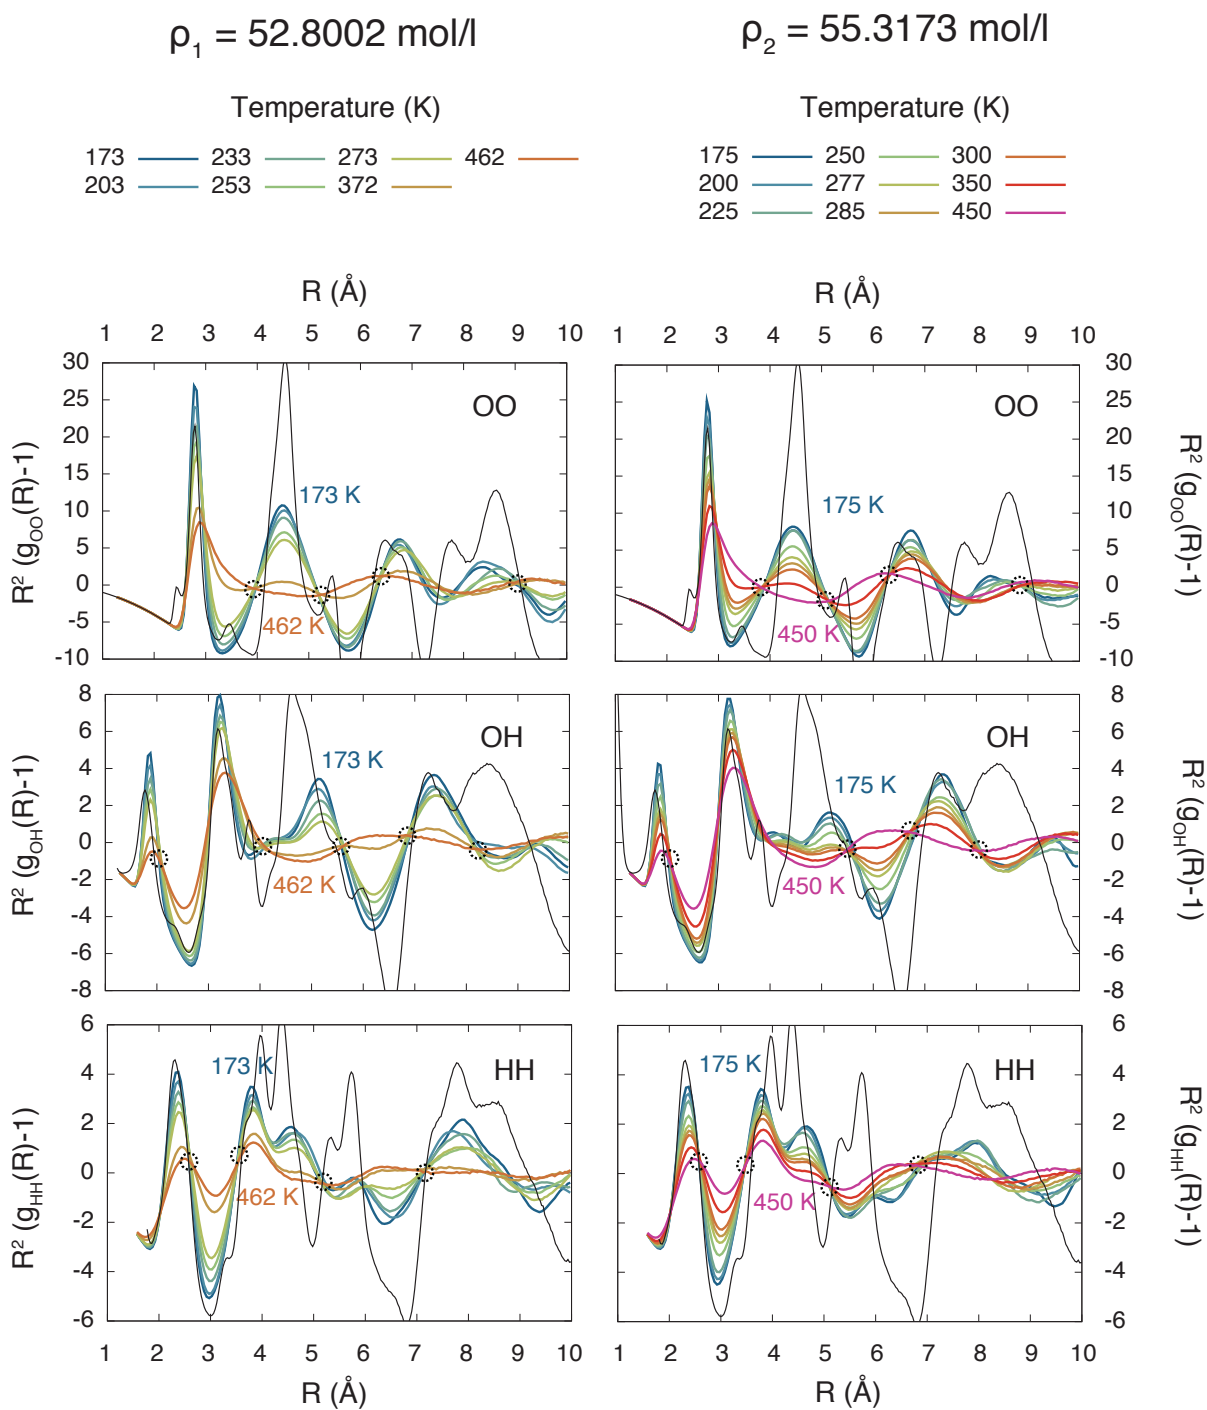 ρ1 = 52.8002 mol/l
ρ2 = 55.3173 mol/l
Temperature (K)
173 233 273 462
203 253 372
Temperature (K)
175 250 300
200 277 350
225 285 450
R (Å)
1 2 3 4 5 6 7 8 9 10
R (Å)
1 2 3 4 5 6 7 8 9 10
R² (gOO(R)-1)
30
25
20
15
10
5
0
-5
-10
OO
173 K
462 K
OO
175 K
450 K
30
25
20
15
10
5
0
-5
-10
R² (gOO(R)-1)
R² (gOH(R)-1)
8
6
4
2
0
-2
-4
-6
-8
OH
173 K
462 K
OH
175 K
450 K
8
6
4
2
0
-2
-4
-6
-8
R² (gOH(R)-1)
R² (gHH(R)-1)
6
4
2
0
-2
-4
-6
173 K
HH
462 K
175 K
HH
450 K
6
4
2
0
-2
-4
-6
R² (gHH(R)-1)
1 2 3 4 5 6 7 8 9 10
R (Å)
1 2 3 4 5 6 7 8 9 10
R (Å)